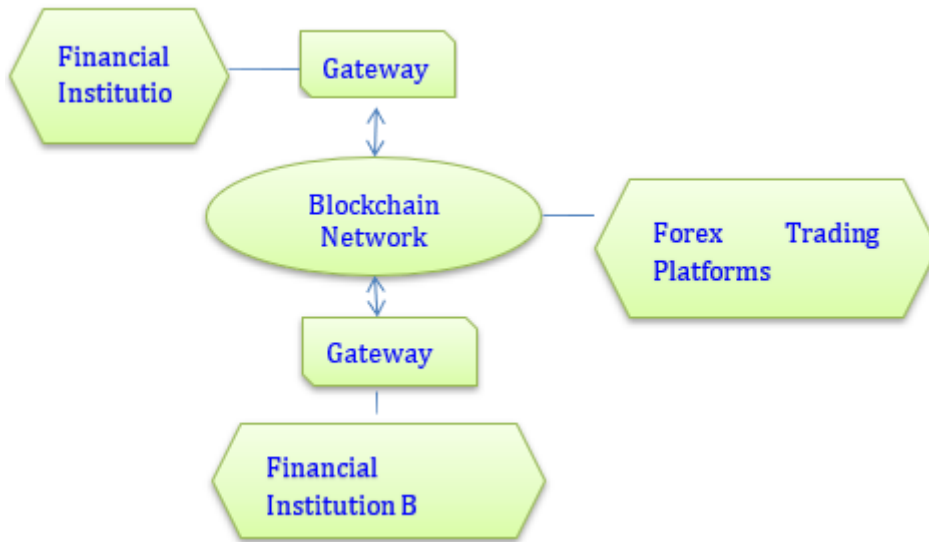 Financial
Institutio
Gateway
Blockchain
Network
Forex Trading
Platforms
Gateway
Financial
Institution B